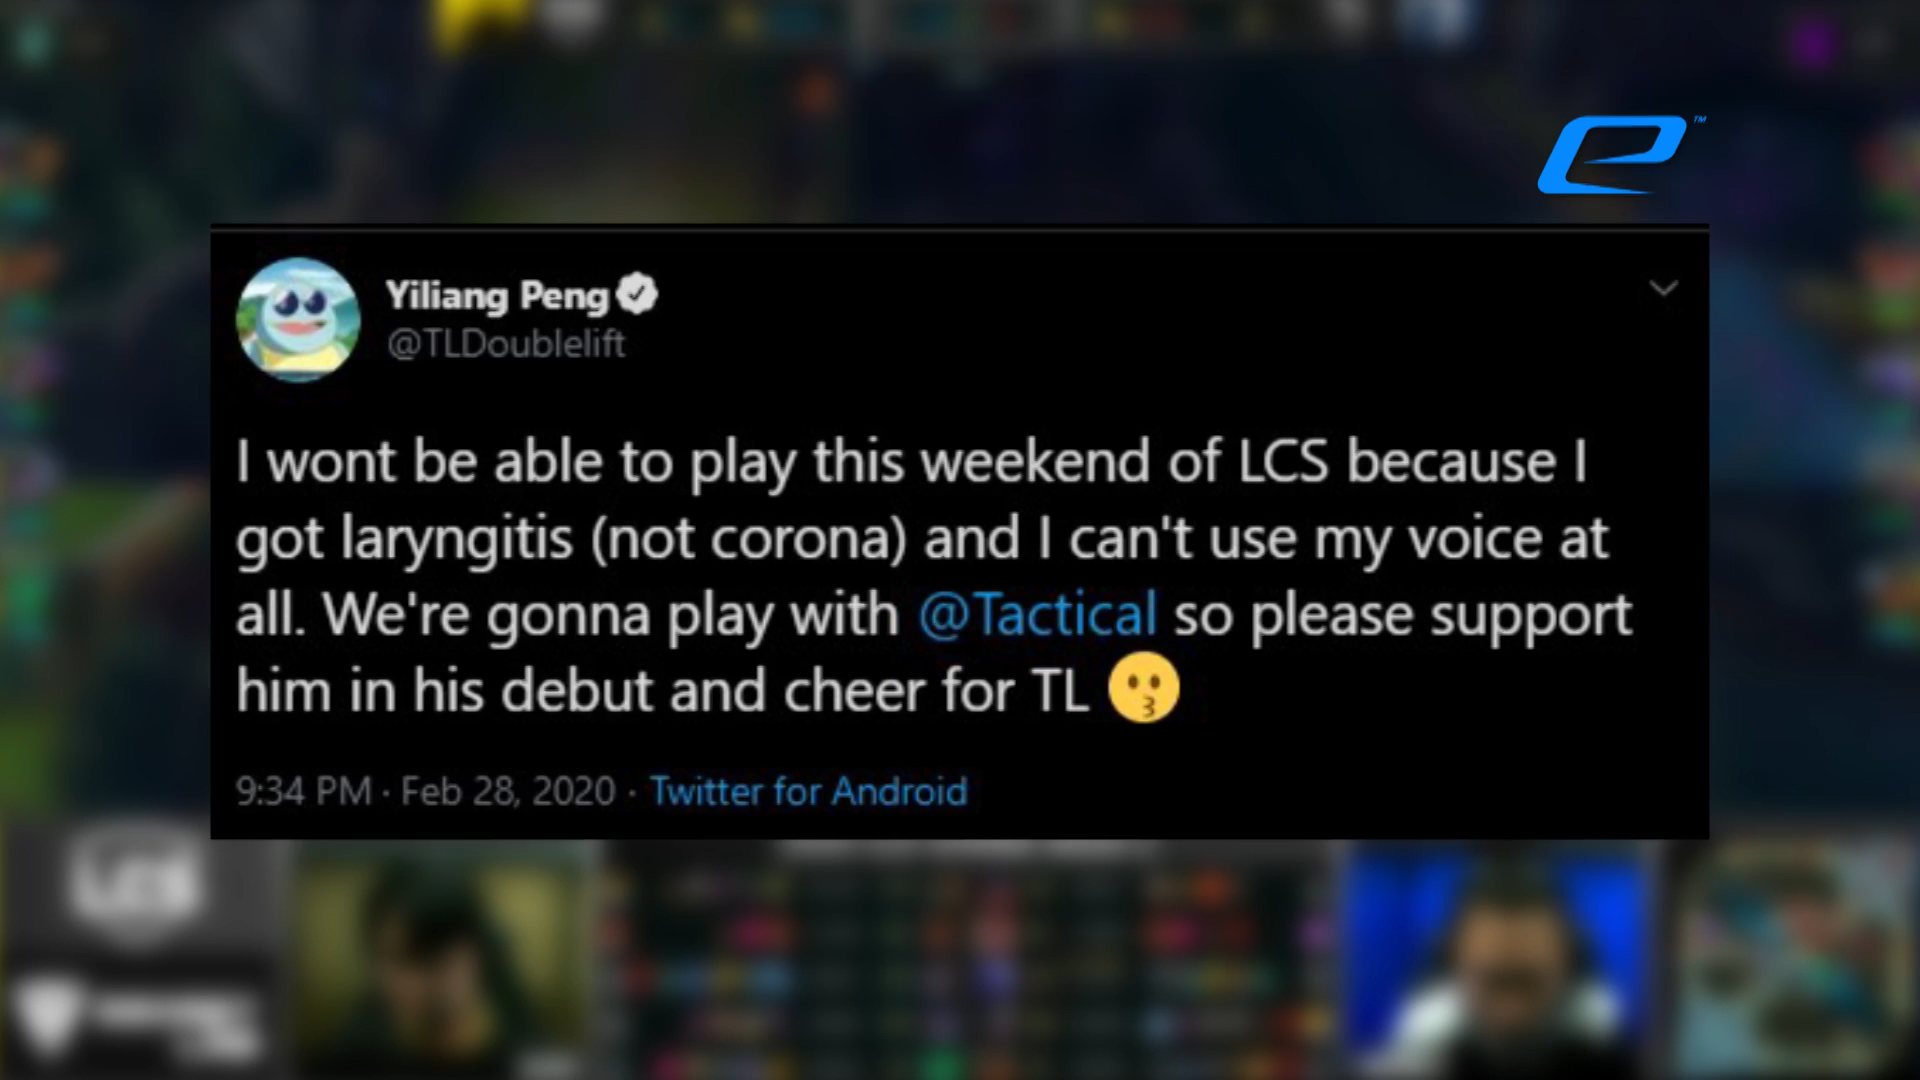 TM
Yiliang Peng
@TLDoublelift
I wont be able to play this weekend of LCS because I
got laryngitis (not corona) and I can't use my voice at
all. We're gonna play with @Tactical so please support
him in his debut and cheer for TL 😗
9:34 PM · Feb 28, 2020 · Twitter for Android
LCS